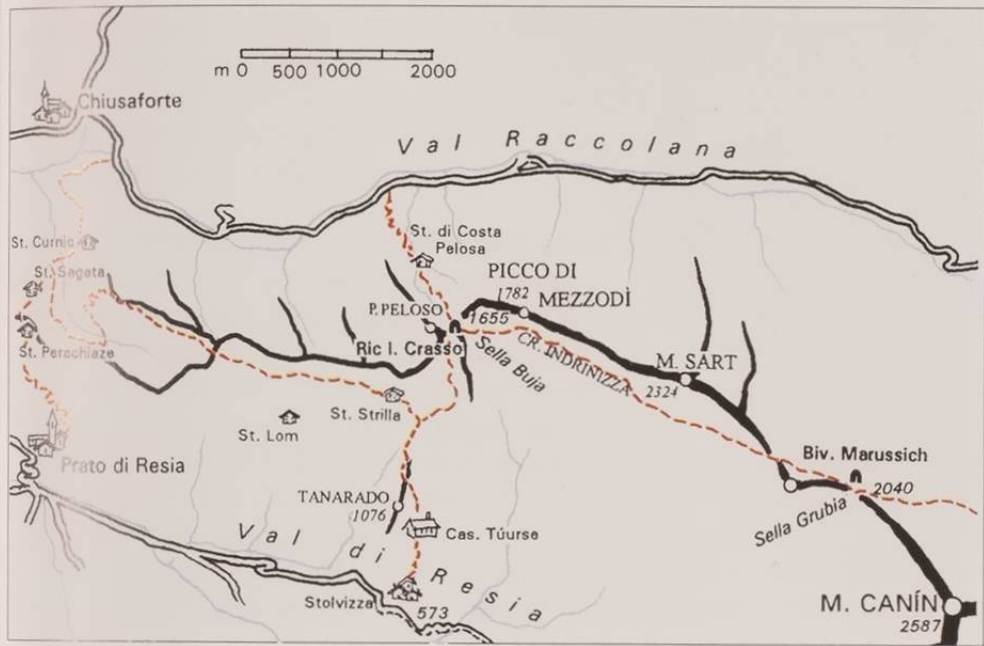 m 0 500 1000 2000
Chiusaforte
Val Raccolana
St. Curnic
St. Sagata
St. di Costa
Pelosa
PICCO DI
MEZZODÌ
1782
P. PELOSO
1655
St. Perachiaze
Ric l. Crasso
Sella Buja
CR. INDRINIZZA
M. SART
2324
St. Strilla
St. Lom
Prato di Resia
Biv. Marussich
2040
TANARADO
1076
Sella Grubia
Cas. Túurse
Val di Resia
Stolvizza
573
M. CANÍN
2587